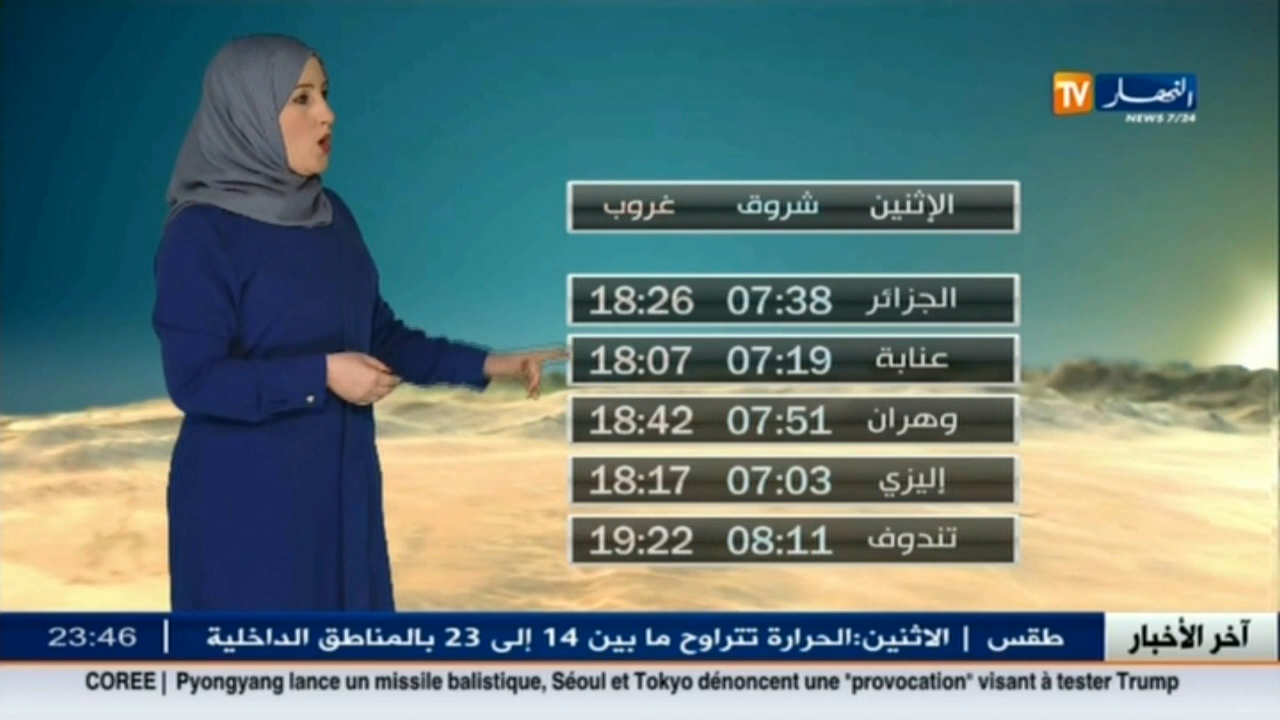 TV النهار
NEWS 7/24
الإثنين شروق غروب
الجزائر 07:38 18:26
عنابة 07:19 18:07
وهران 07:51 18:42
إليزي 07:03 18:17
تندوف 08:11 19:22
آخر الأخبار طقس | الاثنين:الحرارة تتراوح ما بين 14 إلى 23 بالمناطق الداخلية | 23:46
COREE | Pyongyang lance un missile balistique, Séoul et Tokyo dénoncent une "provocation" visant à tester Trump